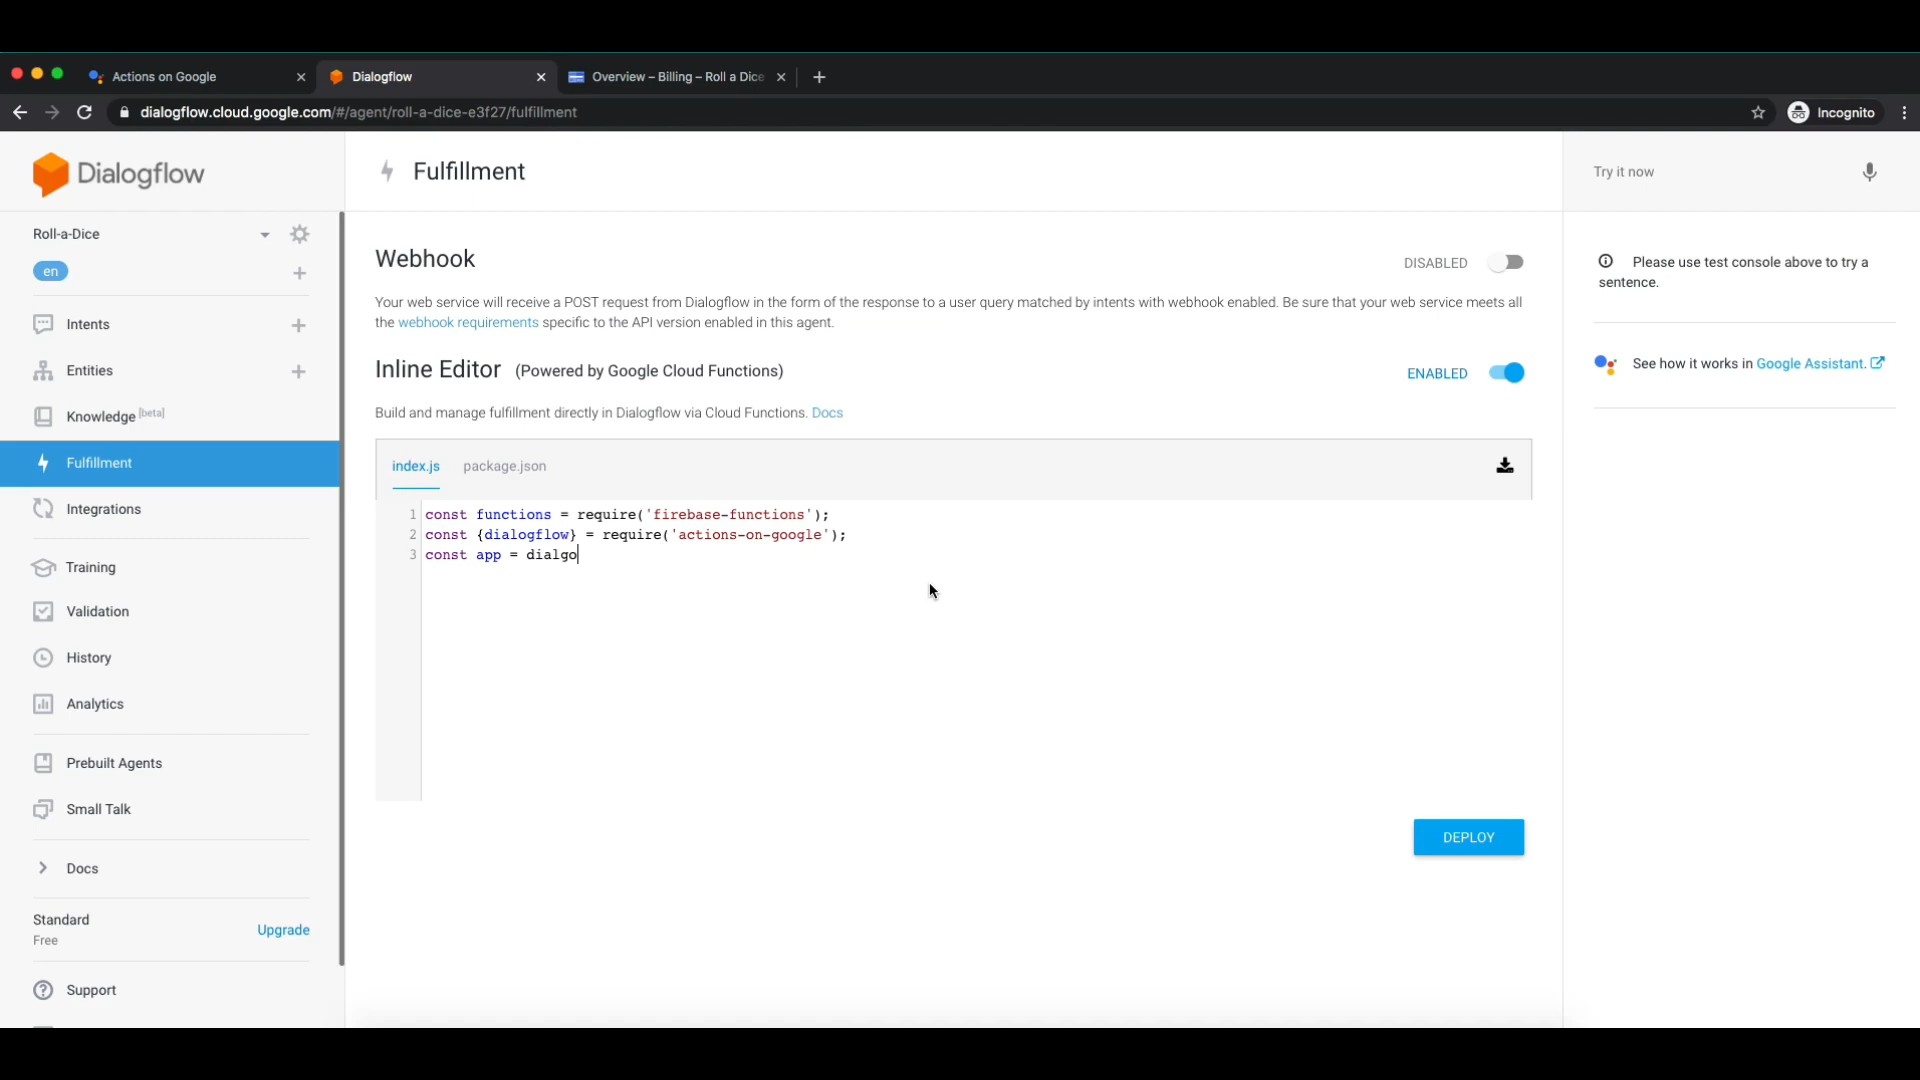 Actions on Google
Dialogflow
Overview – Billing – Roll a Dice
dialogflow.cloud.google.com/#/agent/roll-a-dice-e3f27/fulfillment
Incognito
Dialogflow
Roll-a-Dice
en
Intents
Entities
Knowledge [beta]
Fulfillment
Integrations
Training
Validation
History
Analytics
Prebuilt Agents
Small Talk
Docs
Standard
Free
Upgrade
Support
Fulfillment
Webhook
DISABLED
Your web service will receive a POST request from Dialogflow in the form of the response to a user query matched by intents with webhook enabled. Be sure that your web service meets all
the webhook requirements specific to the API version enabled in this agent.
Inline Editor (Powered by Google Cloud Functions)
ENABLED
Build and manage fulfillment directly in Dialogflow via Cloud Functions. Docs
index.js package.json
1 const functions = require('firebase-functions');
2 const {dialogflow} = require('actions-on-google');
3 const app = dialgo
DEPLOY
Try it now
Please use test console above to try a
sentence.
See how it works in Google Assistant.